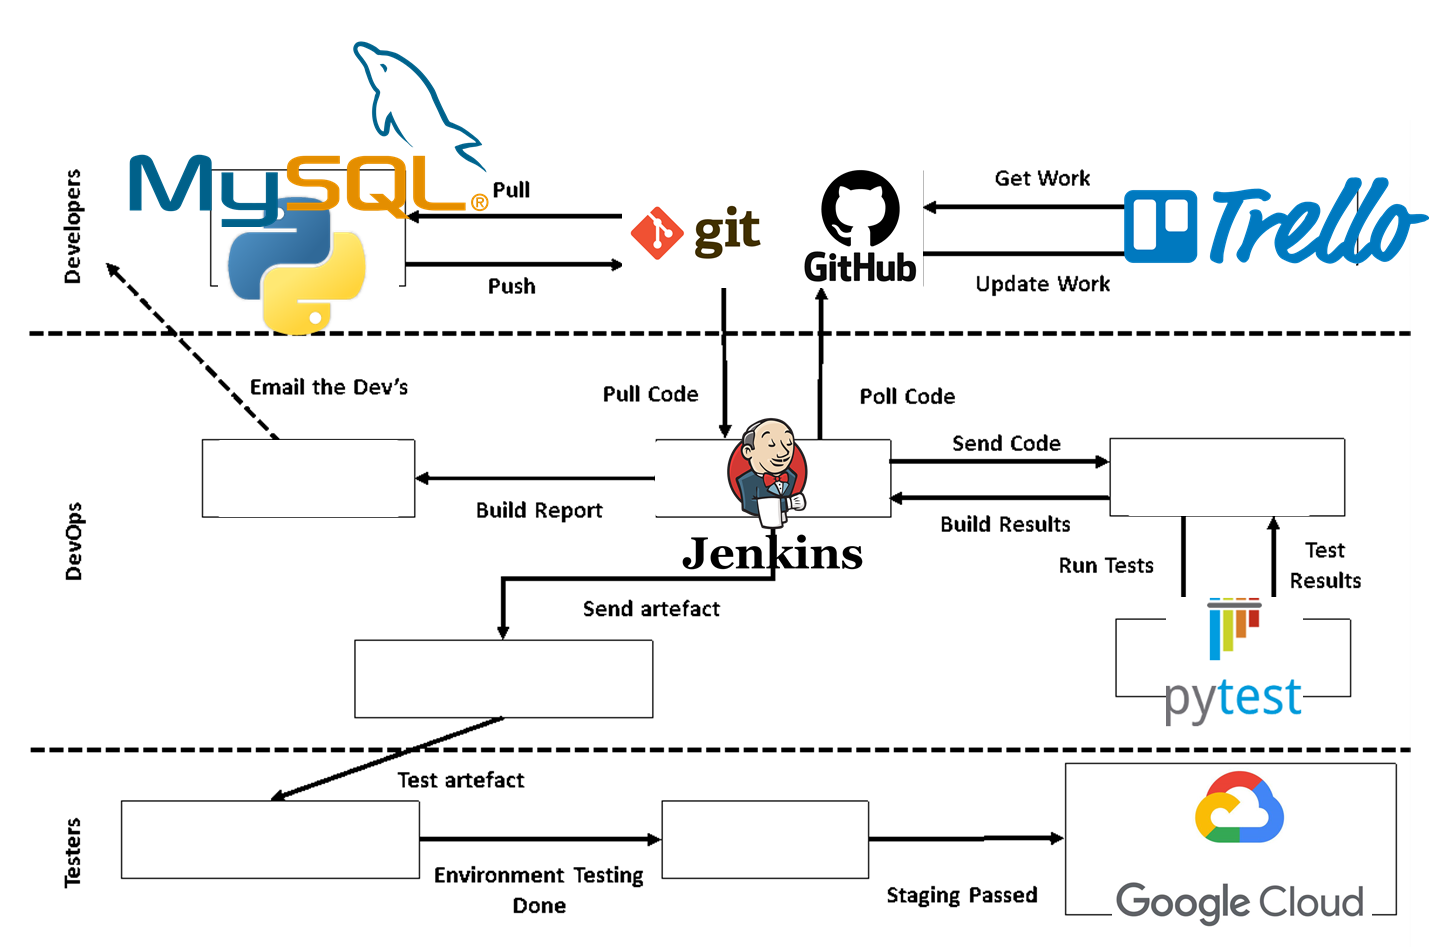 MySQL®
Developers
Pull
git
Push
GitHub
Get Work
Trello
Update Work
Email the Dev's
Pull Code
Poll Code
DevOps
Build Report
Jenkins
Send Code
Build Results
Run Tests
Test
Results
Send artefact
pytest
Test artefact
Testers
Environment Testing
Done
Staging Passed
Google Cloud